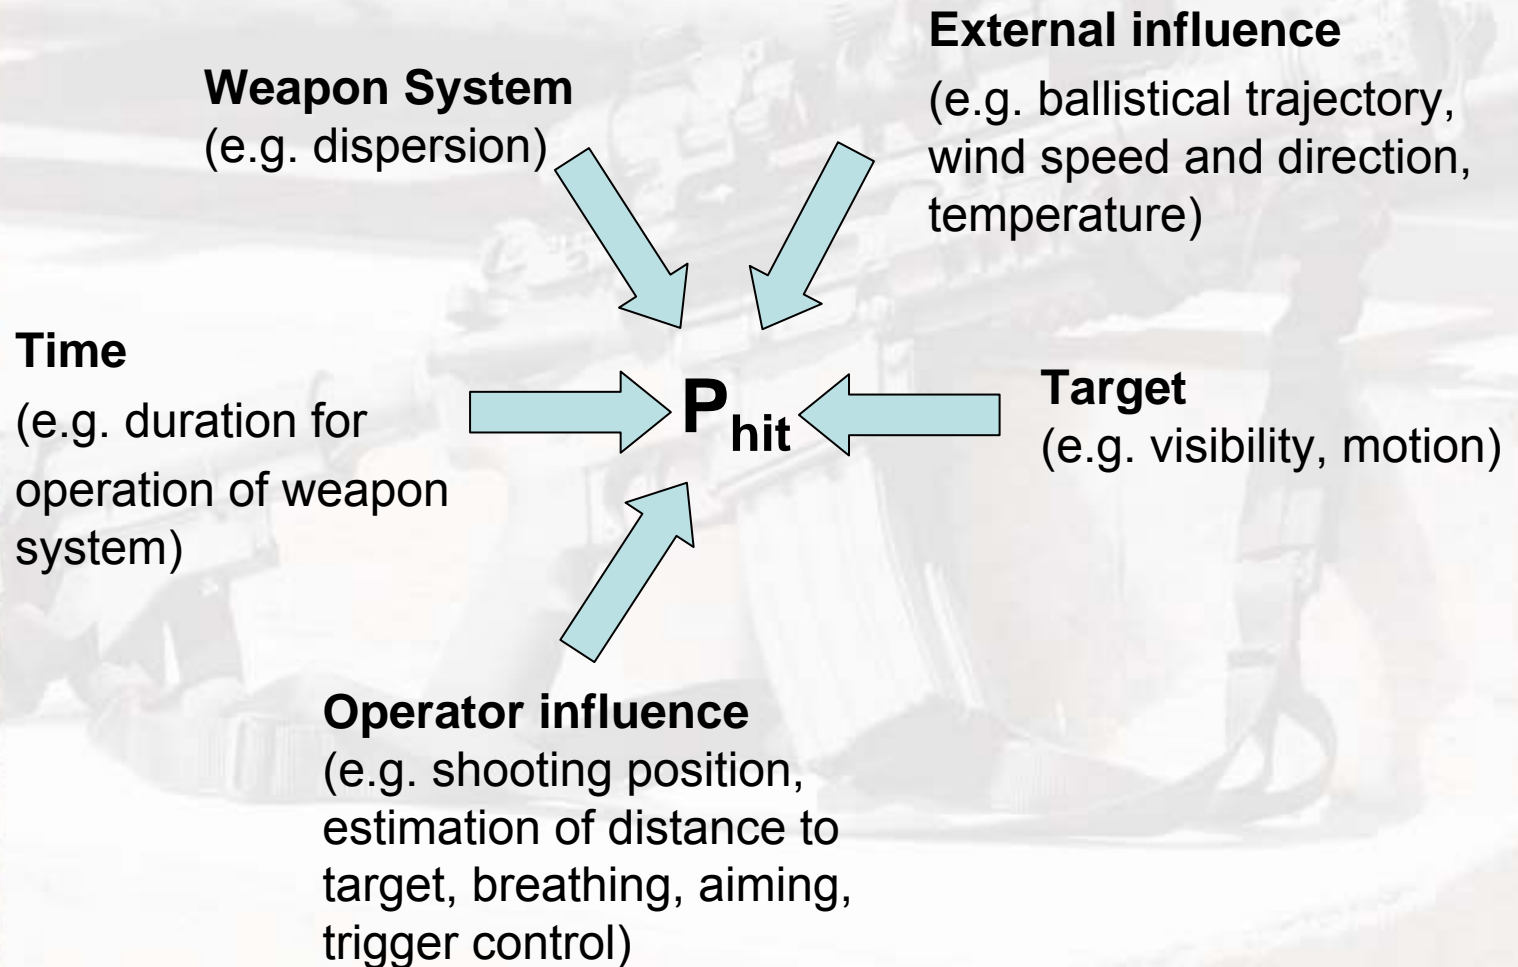 External influence
(e.g. ballistical trajectory,
wind speed and direction,
temperature)
Weapon System
(e.g. dispersion)
Time
(e.g. duration for
operation of weapon
system)
P_hit
Target
(e.g. visibility, motion)
Operator influence
(e.g. shooting position,
estimation of distance to
target, breathing, aiming,
trigger control)